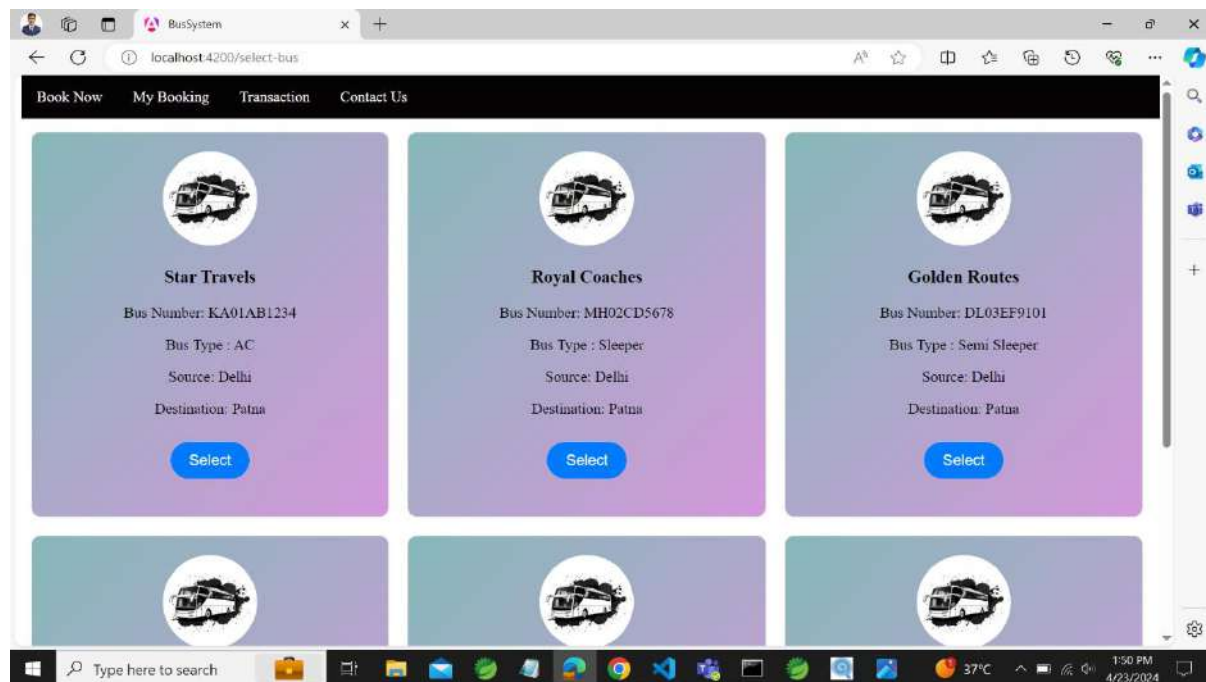 BusSystem
localhost:4200/select-bus
Book Now My Booking Transaction Contact Us
Star Travels
Bus Number: KA01AB1234
Bus Type : AC
Source: Delhi
Destination: Patna
Select
Royal Coaches
Bus Number: MH02CD5678
Bus Type : Sleeper
Source: Delhi
Destination: Patna
Select
Golden Routes
Bus Number: DL03EF9101
Bus Type : Semi Sleeper
Source: Delhi
Destination: Patna
Select
Type here to search
37°C
1:50 PM
4/23/2024